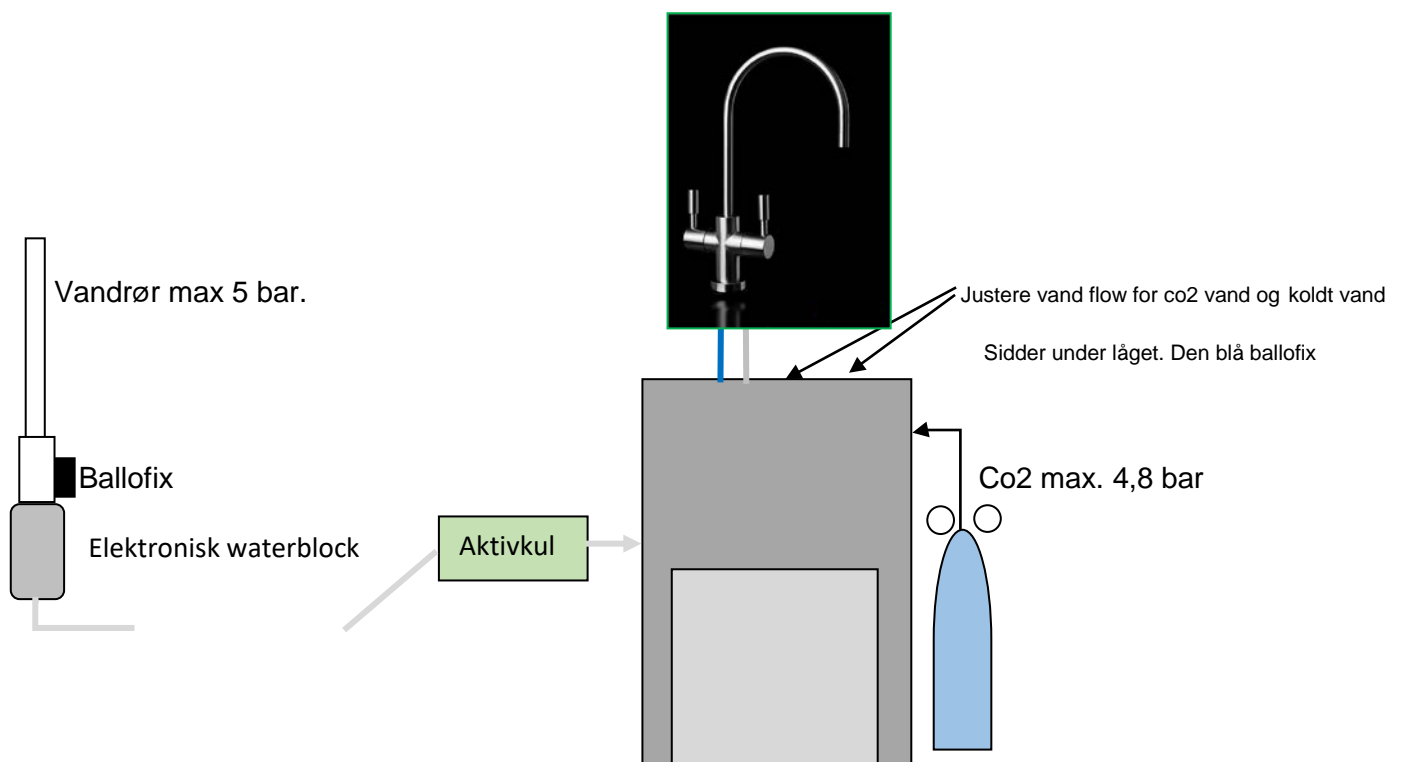 Vandrør max 5 bar.
Justere vand flow for co2 vand og koldt vand
Sidder under låget. Den blå ballofix
Ballofix
Co2 max. 4,8 bar
Elektronisk waterblock
Aktivkul